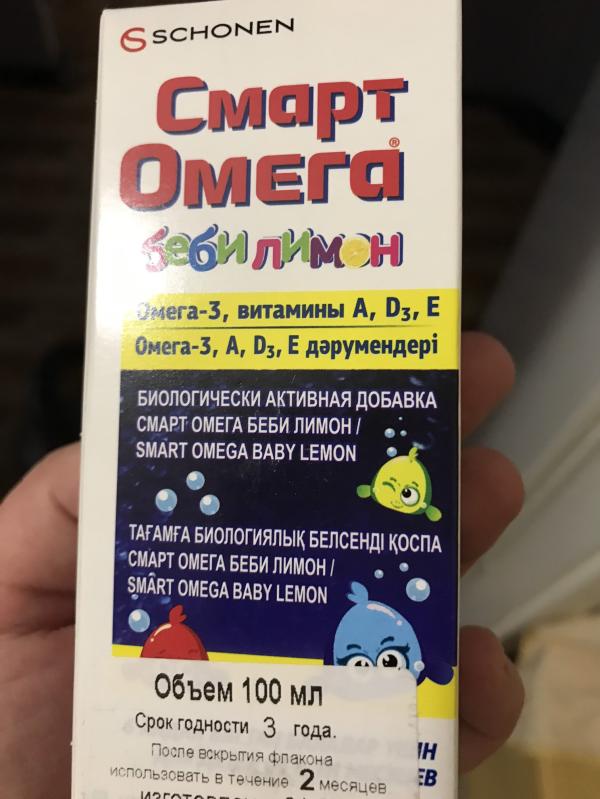 SCHONEN
Смарт
Омега®
беби лимон
Омега-3, витамины А, D₃, Е
Омега-3, А, D₃, Е дәрумендері
БИОЛОГИЧЕСКИ АКТИВНАЯ ДОБАВКА
СМАРТ ОМЕГА БЕБИ ЛИМОН /
SMART OMEGA BABY LEMON
ТАҒАМҒА БИОЛОГИЯЛЫҚ БЕЛСЕНДІ ҚОСПА
СМАРТ ОМЕГА БЕБИ ЛИМОН /
SMART OMEGA BABY LEMON
Объем 100 мл
Срок годности 3 года.
После вскрытия флакона
использовать в течение 2 месяцев